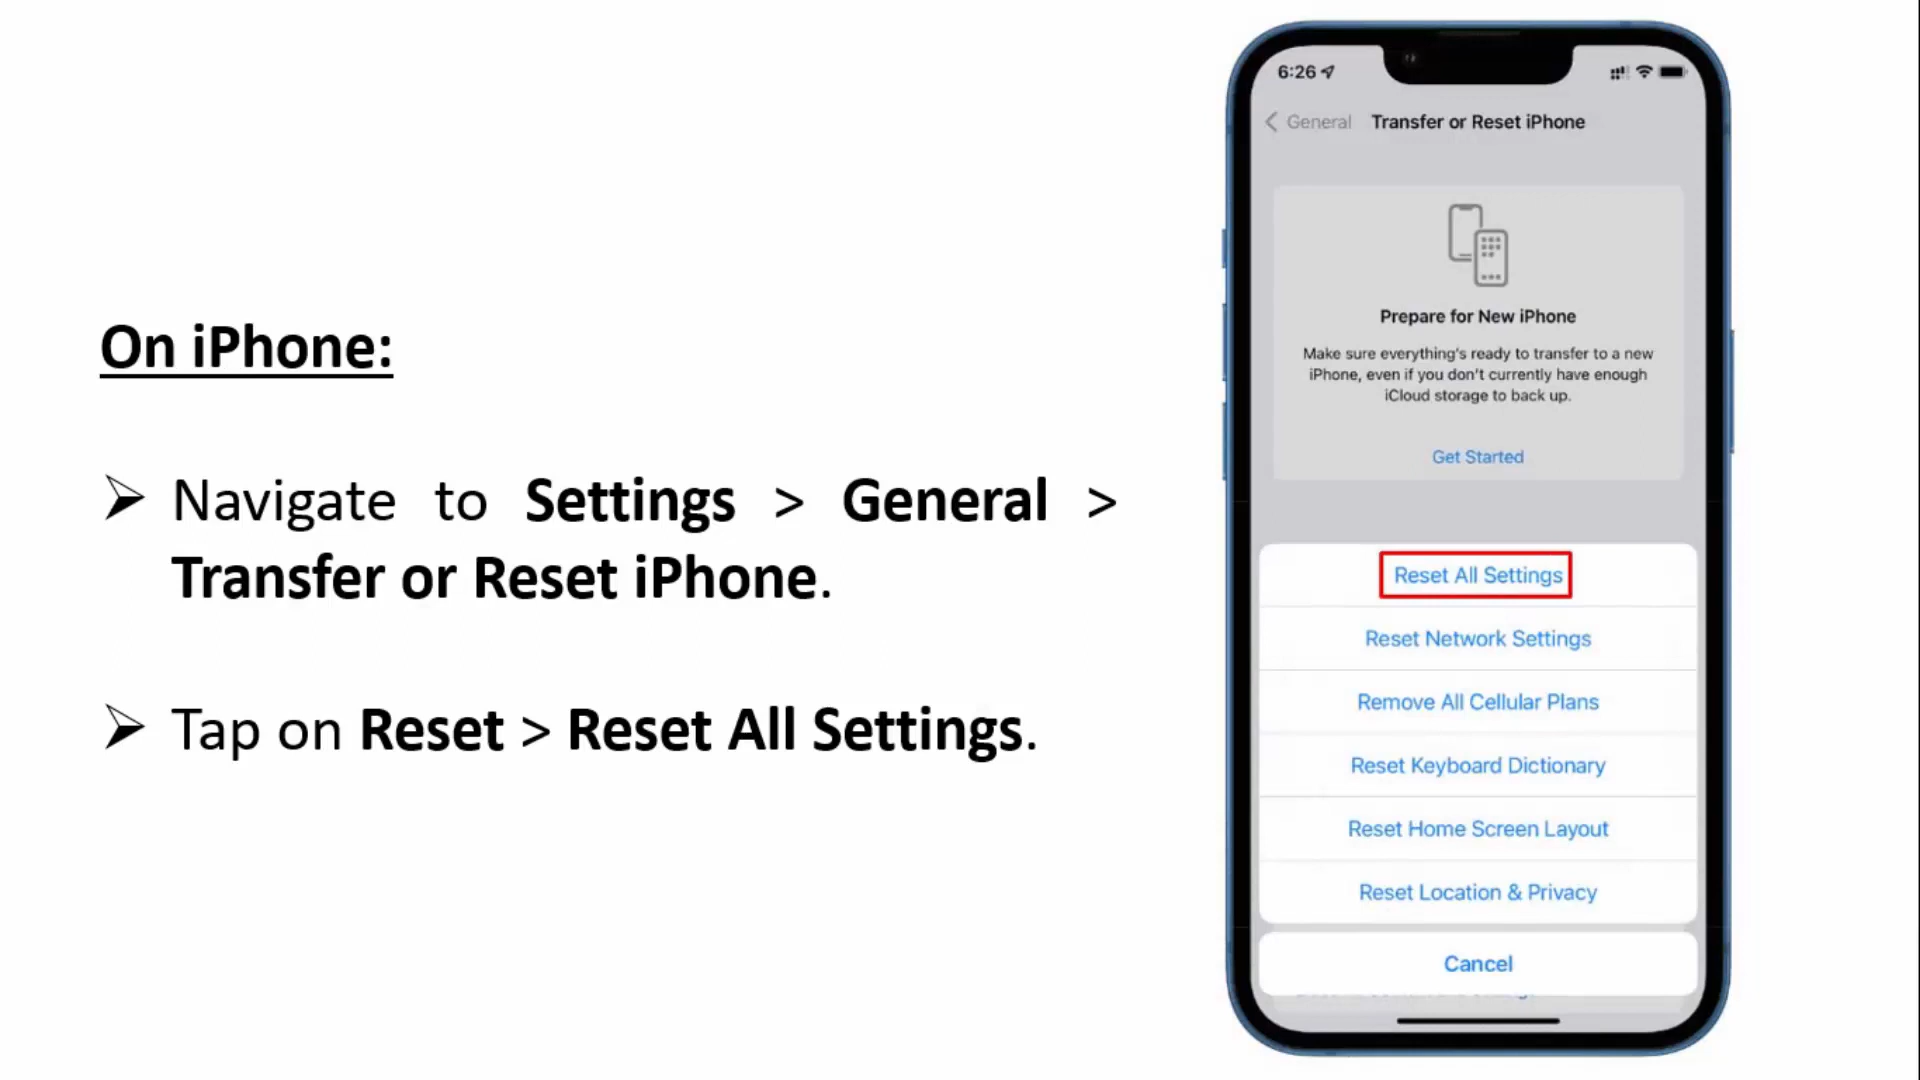 On iPhone:
➢ Navigate to Settings > General >
Transfer or Reset iPhone.
➢ Tap on Reset > Reset All Settings.
6:26
General Transfer or Reset iPhone
Prepare for New iPhone
Make sure everything's ready to transfer to a new
iPhone, even if you don't currently have enough
iCloud storage to back up.
Get Started
Reset All Settings
Reset Network Settings
Remove All Cellular Plans
Reset Keyboard Dictionary
Reset Home Screen Layout
Reset Location & Privacy
Cancel